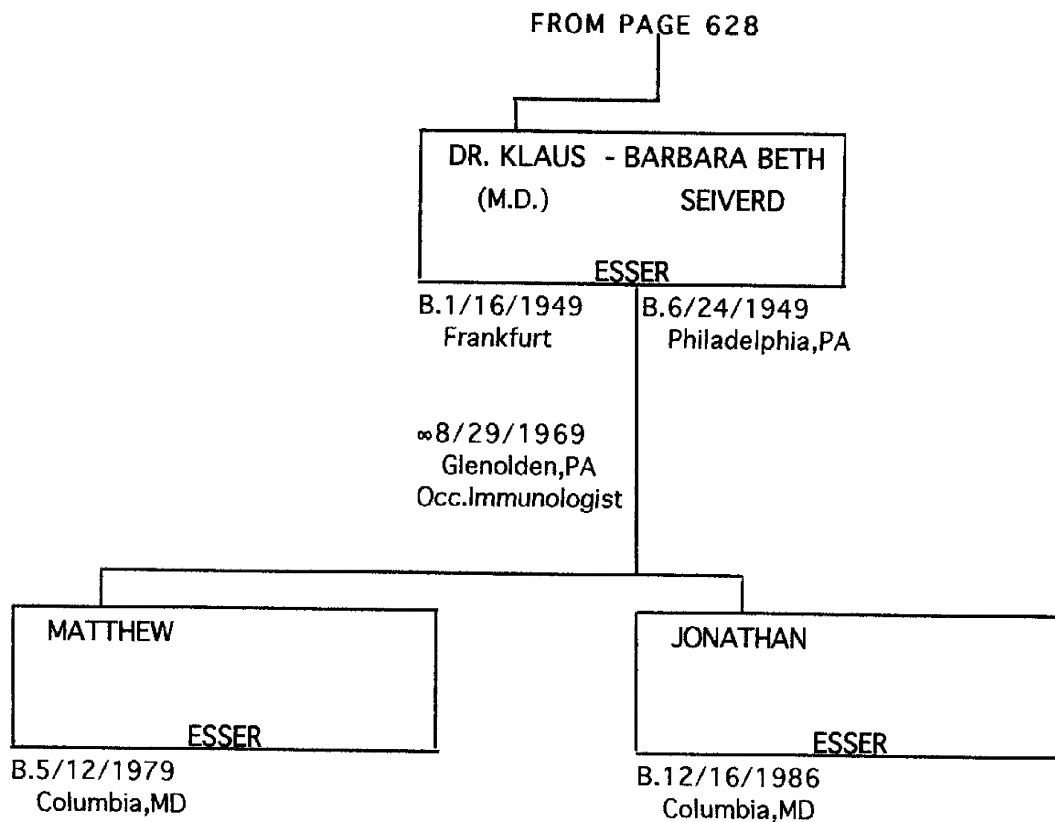 FROM PAGE 628
DR. KLAUS - BARBARA BETH
(M.D.) SEIVERD
ESSER
B.1/16/1949 B.6/24/1949
Frankfurt Philadelphia,PA
∞8/29/1969
Glenolden,PA
Occ.Immunologist
MATTHEW JONATHAN
ESSER ESSER
B.5/12/1979 B.12/16/1986
Columbia,MD Columbia,MD